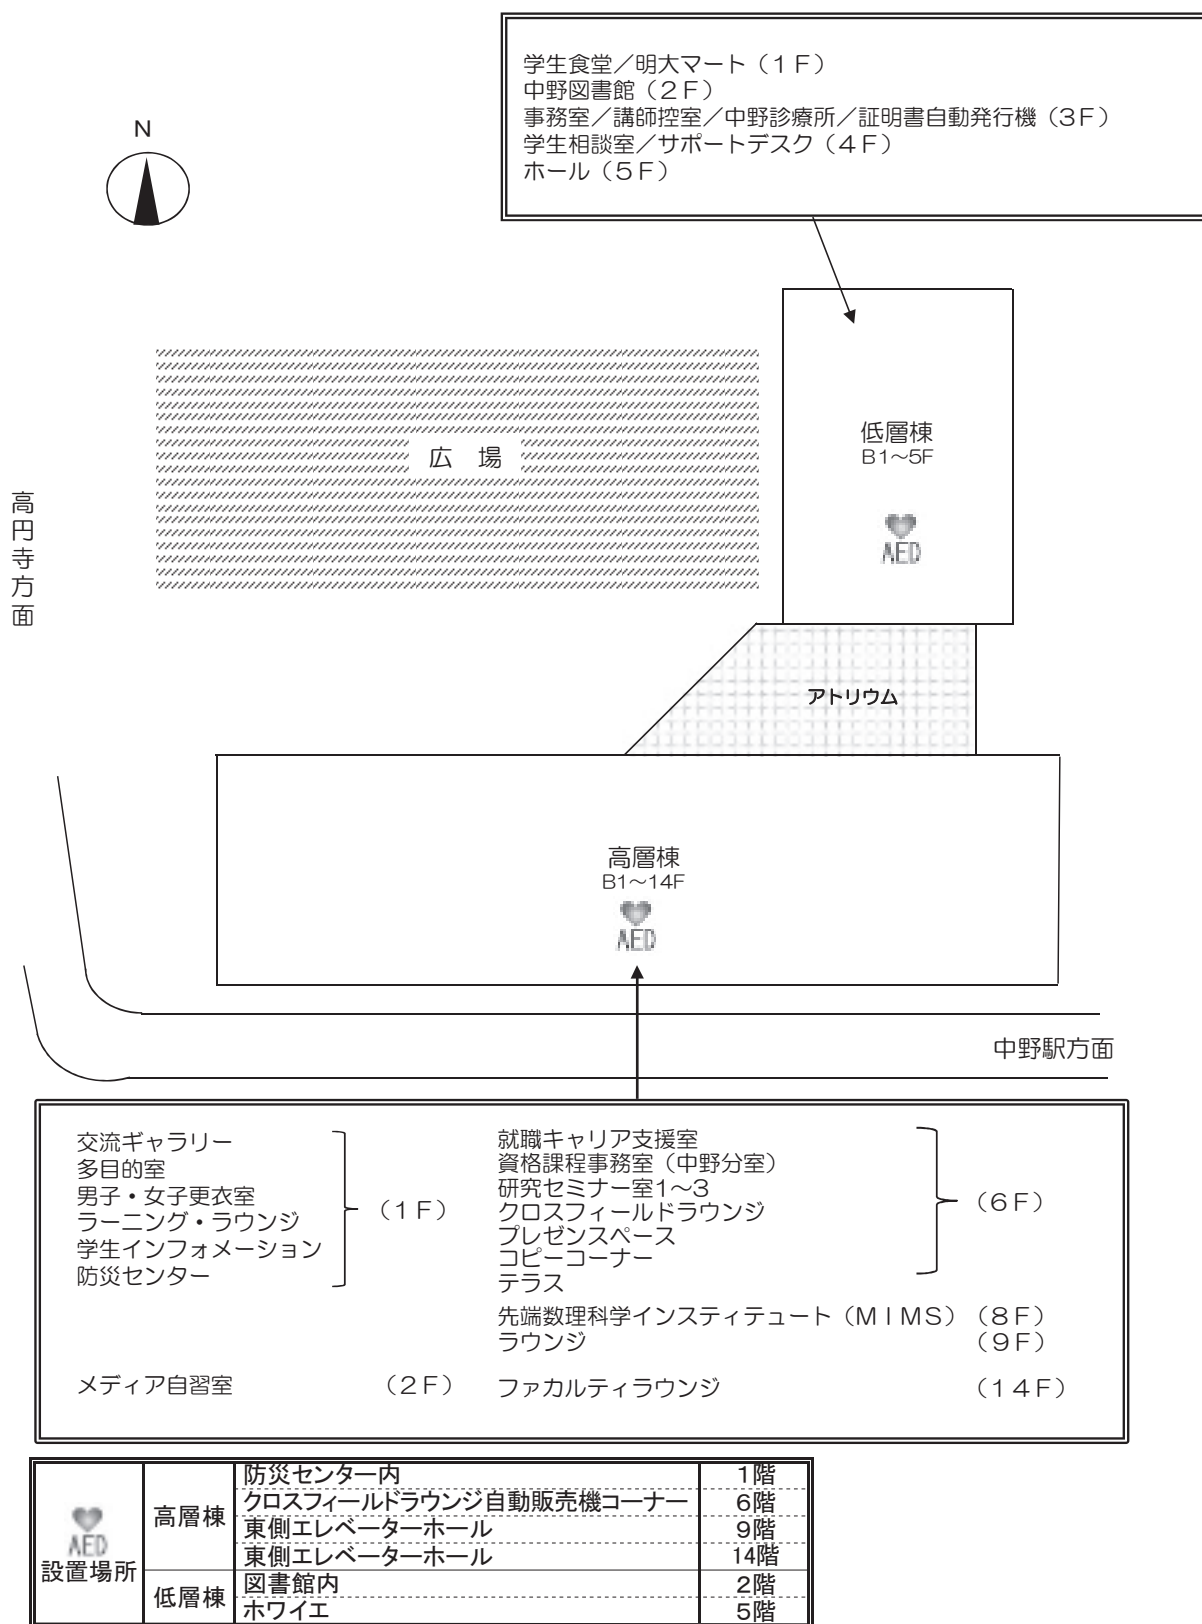 学生食堂／明大マート（１Ｆ）
中野図書館（２Ｆ）
事務室／講師控室／中野診療所／証明書自動発行機（３Ｆ）
学生相談室／サポートデスク（４Ｆ）
ホール（５Ｆ）
N
低層棟
B1～5F
AED
広　場
高円寺方面
アトリウム
高層棟
B1～14F
AED
中野駅方面
交流ギャラリー
多目的室
男子・女子更衣室
ラーニング・ラウンジ
学生インフォメーション
防災センター
（１Ｆ）
メディア自習室　（２Ｆ）
就職キャリア支援室
資格課程事務室（中野分室）
研究セミナー室1～3
クロスフィールドラウンジ
プレゼンスペース
コピーコーナー
テラス
（６Ｆ）
先端数理科学インスティテュート（ＭＩＭＳ）（８Ｆ）
ラウンジ　（９Ｆ）
ファカルティラウンジ　（１４Ｆ）
AED
設置場所
高層棟
防災センター内　1階
クロスフィールドラウンジ自動販売機コーナー　6階
東側エレベーターホール　9階
東側エレベーターホール　14階
低層棟
図書館内　2階
ホワイエ　5階